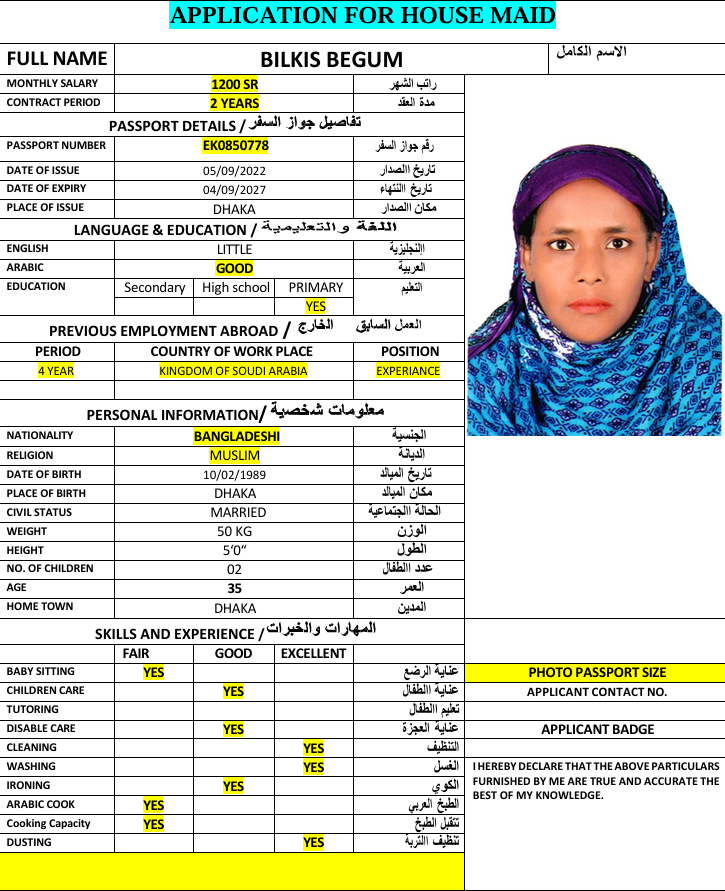 APPLICATION FOR HOUSE MAID
FULL NAME BILKIS BEGUM الاسم الكامل
MONTHLY SALARY 1200 SR راتب الشهر
CONTRACT PERIOD 2 YEARS مدة العقد
PASSPORT DETAILS / تفاصيل جواز السفر
PASSPORT NUMBER EK0850778 رقم جواز السفر
DATE OF ISSUE 05/09/2022 تاريخ االصدار
DATE OF EXPIRY 04/09/2027 تاريخ االنتهاء
PLACE OF ISSUE DHAKA مكان االصدار
LANGUAGE & EDUCATION / اللغة والتعليمية
ENGLISH LITTLE االنجليزية
ARABIC GOOD العربية
EDUCATION Secondary High school PRIMARY التعليم
YES
PREVIOUS EMPLOYMENT ABROAD / العمل السابق الخارج
PERIOD COUNTRY OF WORK PLACE POSITION
4 YEAR KINGDOM OF SOUDI ARABIA EXPERIANCE
PERSONAL INFORMATION/ معلومات شخصية
NATIONALITY BANGLADESHI الجنسية
RELIGION MUSLIM الديانة
DATE OF BIRTH 10/02/1989 تاريخ الميالد
PLACE OF BIRTH DHAKA مكان الميالد
CIVIL STATUS MARRIED الحالة االجتماعية
WEIGHT 50 KG الوزن
HEIGHT 5‘0“ الطول
NO. OF CHILDREN 02 عدد االطفال
AGE 35 العمر
HOME TOWN DHAKA المدين
SKILLS AND EXPERIENCE / المهارات والخبرات
FAIR GOOD EXCELLENT
BABY SITTING YES عناية الرضع
CHILDREN CARE YES عناية االطفال
TUTORING تعليم االطفال
DISABLE CARE YES عناية العجزة
CLEANING YES التنظيف
WASHING YES الغسل
IRONING YES الكوي
ARABIC COOK YES الطبخ العربي
Cooking Capacity YES تتقبل الطبخ
DUSTING YES تنظيف االتربة
PHOTO PASSPORT SIZE
APPLICANT CONTACT NO.
APPLICANT BADGE
I HEREBY DECLARE THAT THE ABOVE PARTICULARS
FURNISHED BY ME ARE TRUE AND ACCURATE THE
BEST OF MY KNOWLEDGE.